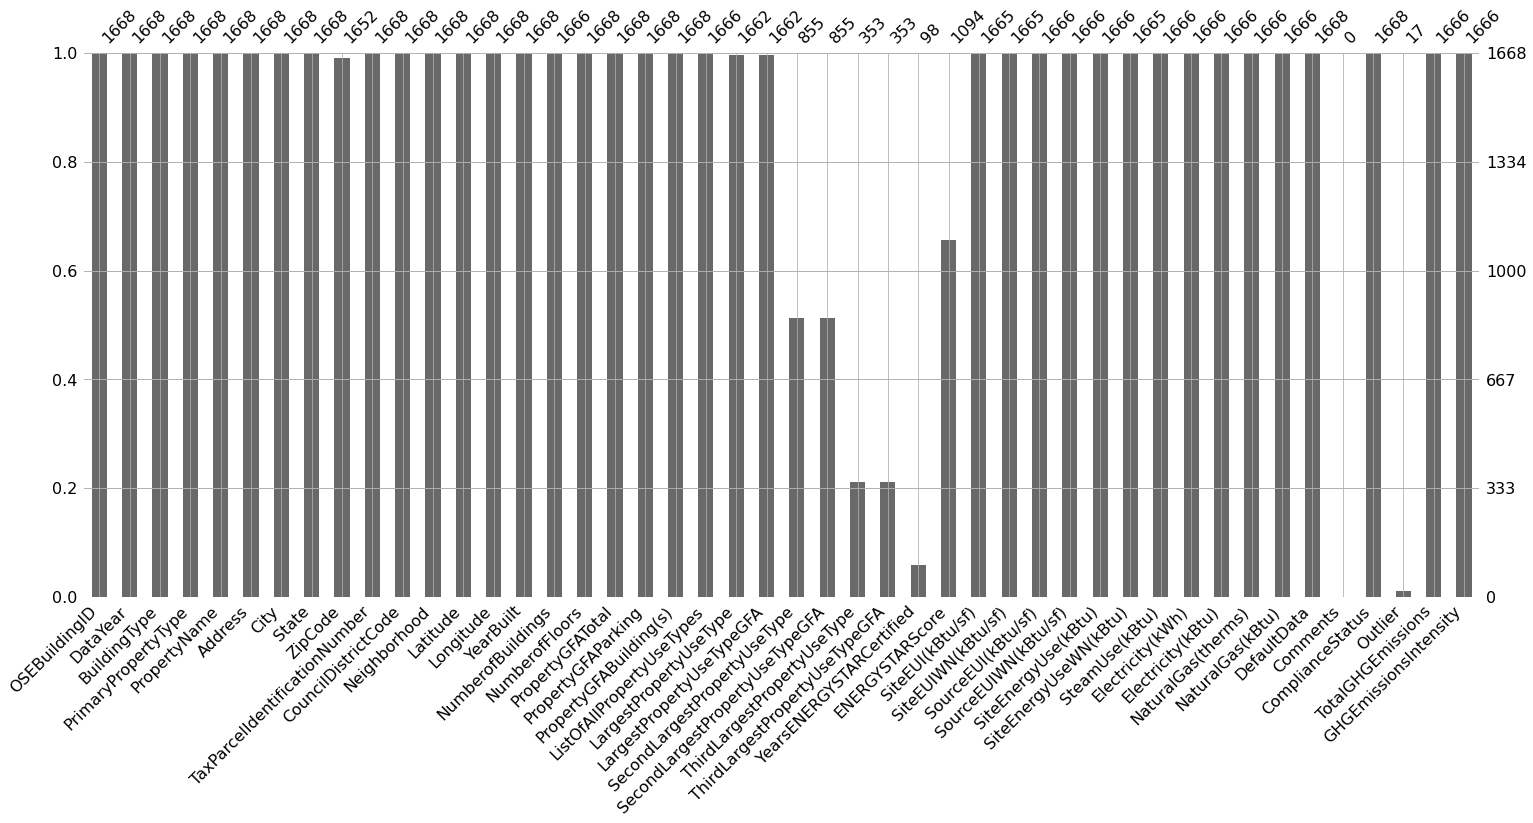 1668
1668
1668
1668
1668
1668
1668
1668
1652
1668
1668
1668
1668
1668
1668
1666
1668
1668
1668
1668
1666
1662
1662
855
855
353
353
98
1094
1665
1665
1666
1666
1666
1665
1666
1666
1666
1666
1666
1668
0
1668
17
1666
1666
1.0
1668
0.8
1334
0.6
1000
0.4
667
0.2
333
0.0
0
OSEBuildingID
DataYear
BuildingType
PrimaryPropertyType
PropertyName
Address
City
State
ZipCode
TaxParcelIdentificationNumber
CouncilDistrictCode
Neighborhood
Latitude
Longitude
YearBuilt
NumberofBuildings
NumberofFloors
PropertyGFATotal
PropertyGFAParking
PropertyGFABuilding(s)
ListOfAllPropertyUseTypes
LargestPropertyUseType
LargestPropertyUseTypeGFA
SecondLargestPropertyUseType
SecondLargestPropertyUseTypeGFA
ThirdLargestPropertyUseType
ThirdLargestPropertyUseTypeGFA
YearsENERGYSTARCertified
ENERGYSTARScore
SiteEUI(kBtu/sf)
SiteEUIWN(kBtu/sf)
SourceEUI(kBtu/sf)
SourceEUIWN(kBtu/sf)
SiteEnergyUse(kBtu)
SiteEnergyUseWN(kBtu)
SteamUse(kBtu)
Electricity(kWh)
Electricity(kBtu)
NaturalGas(therms)
NaturalGas(kBtu)
DefaultData
Comments
ComplianceStatus
Outlier
TotalGHGEmissions
GHGEmissionsIntensity